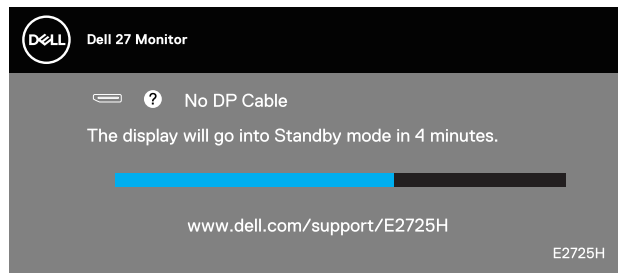 DELL Dell 27 Monitor
? No DP Cable
The display will go into Standby mode in 4 minutes.
www.dell.com/support/E2725H
E2725H